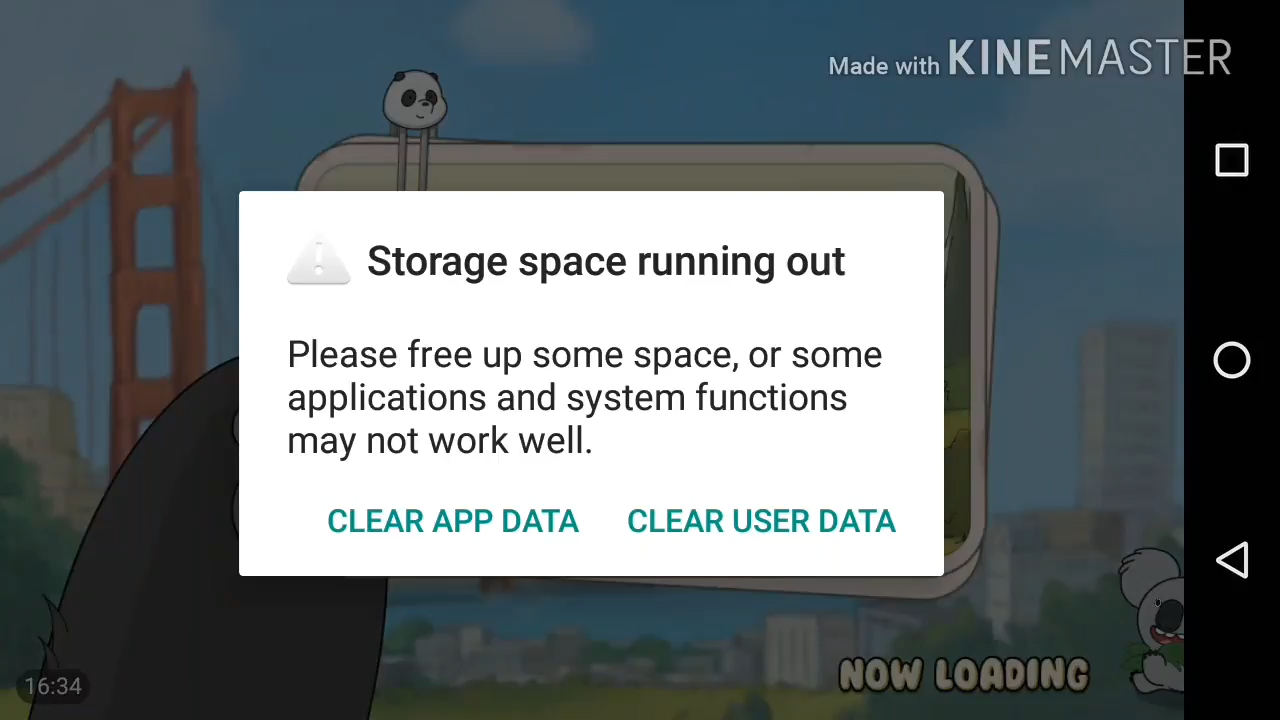 Made with KINEMASTER
Storage space running out
Please free up some space, or some
applications and system functions
may not work well.
CLEAR APP DATA CLEAR USER DATA
NOW LOADING
16:34